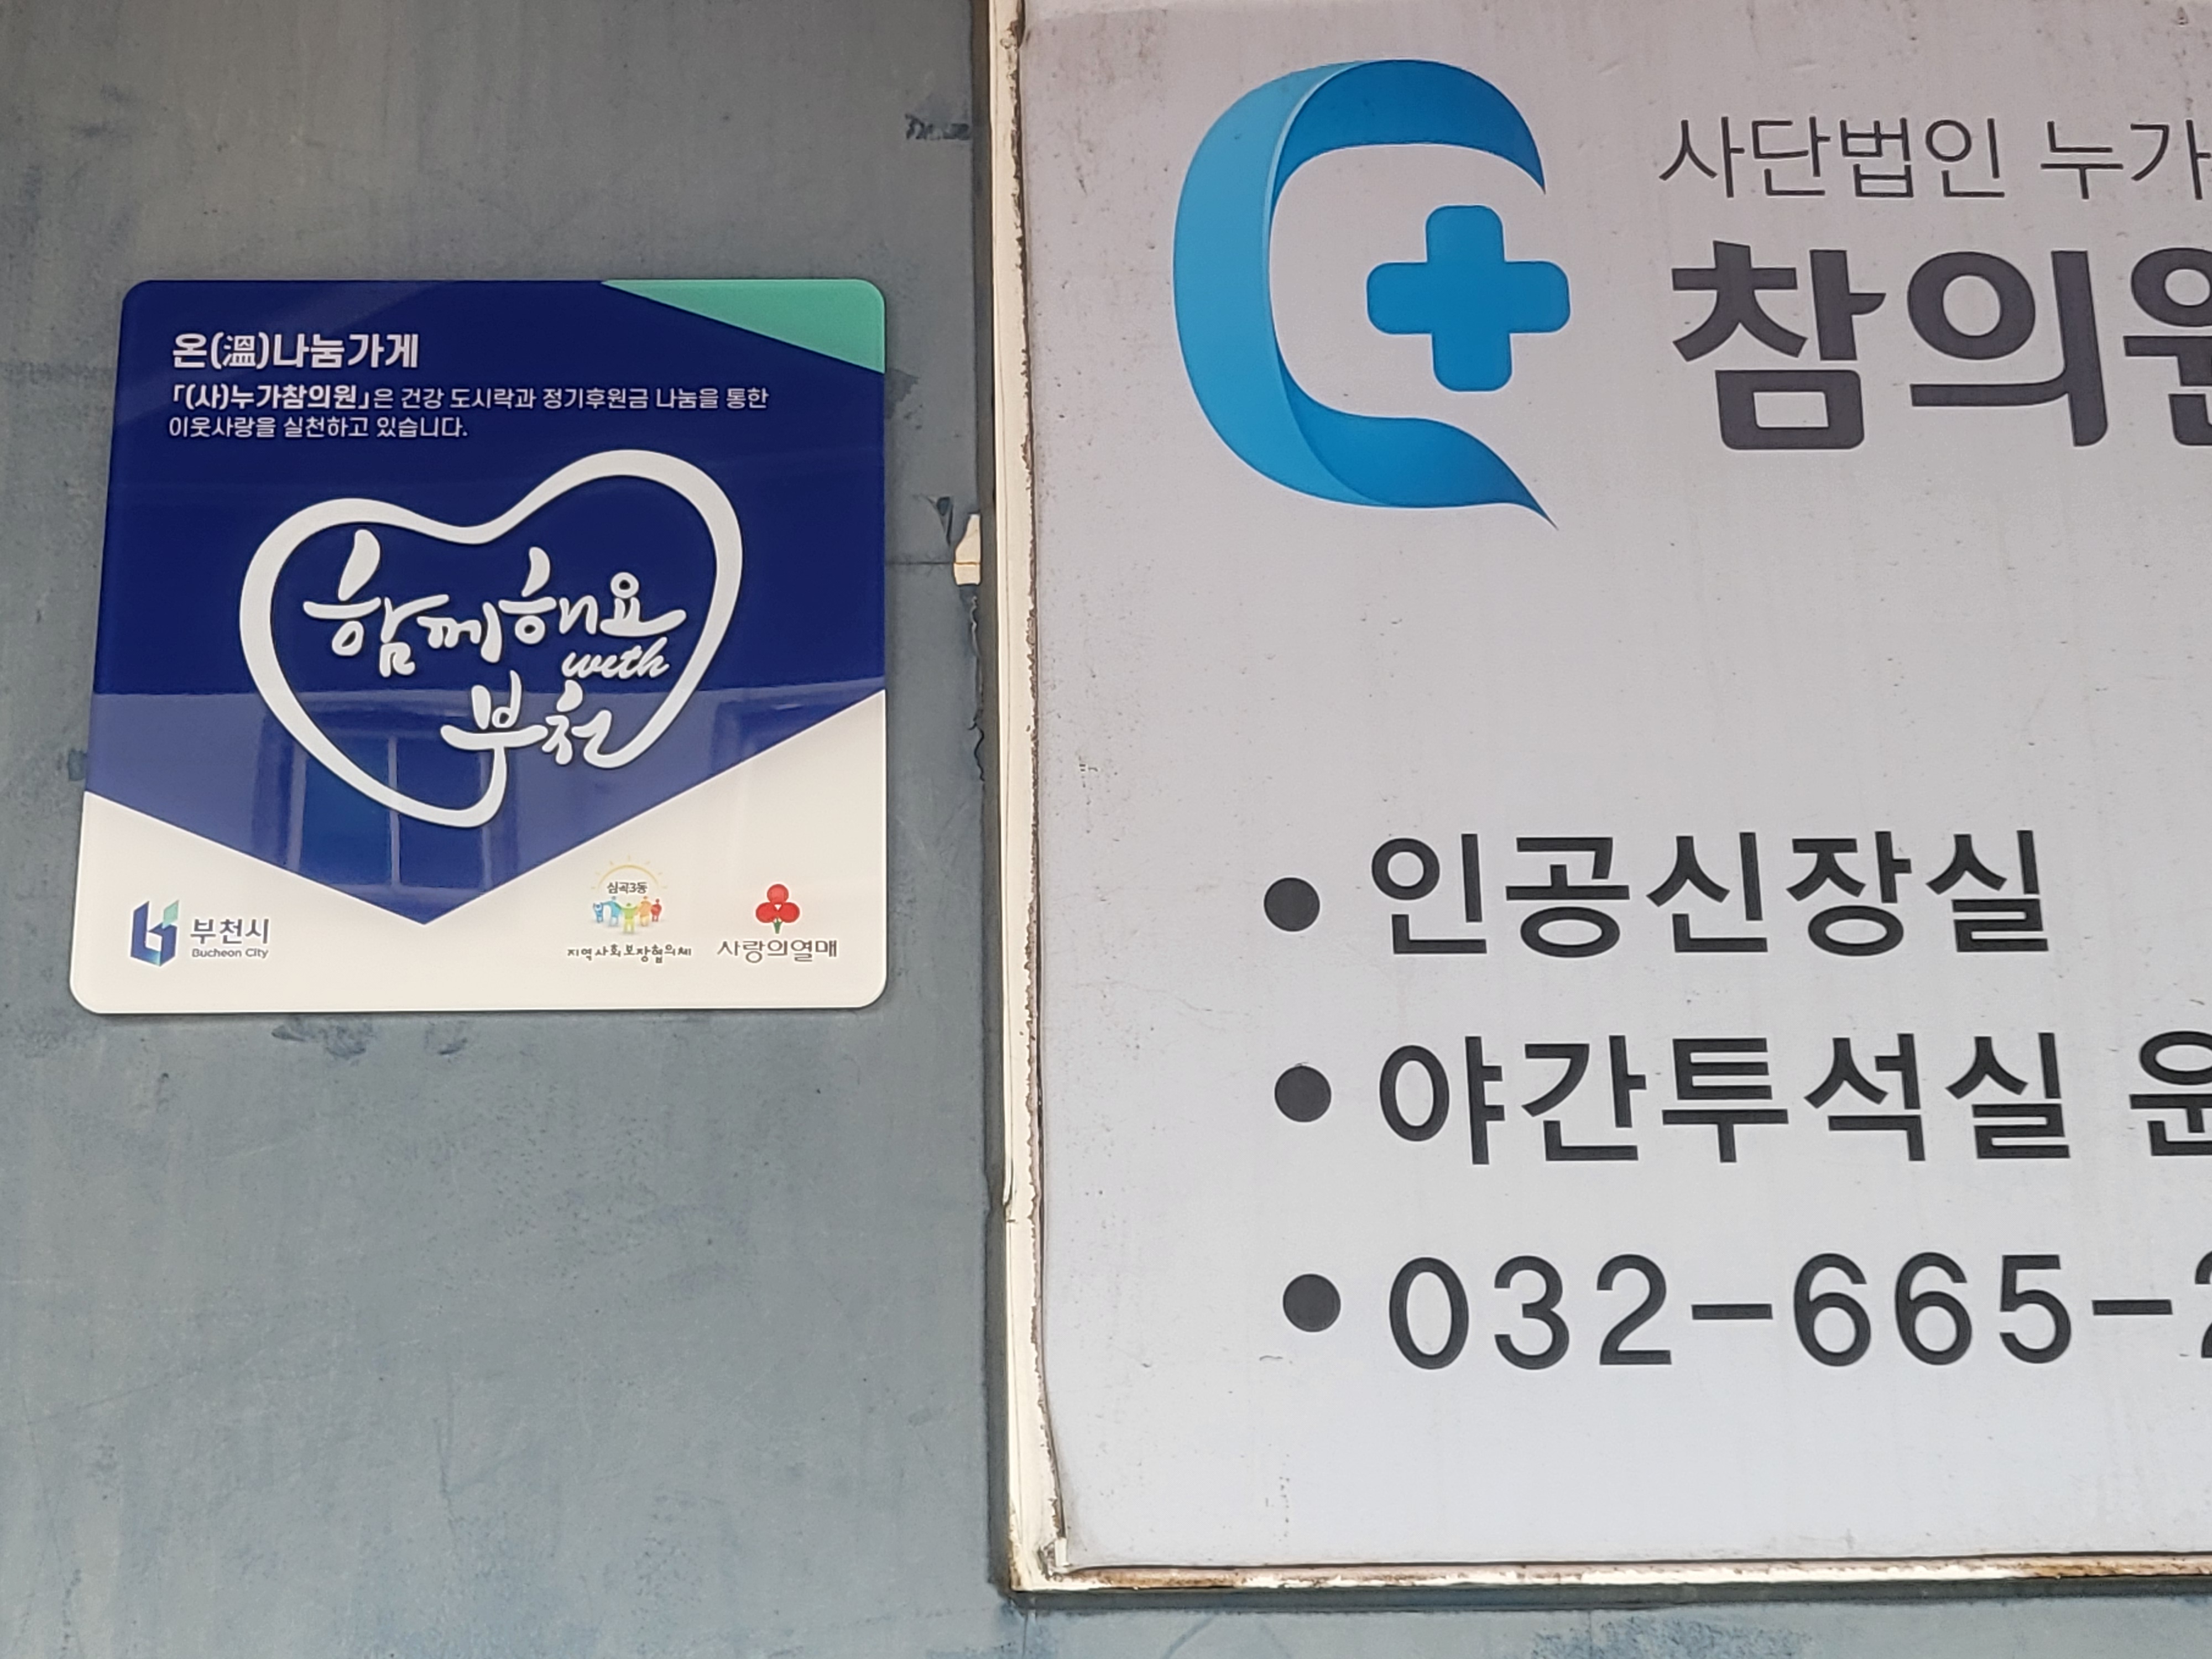 온(溫)나눔가게
「(사)누가참의원」은 건강 도시락과 정기후원금 나눔을 통한
이웃사랑을 실천하고 있습니다.
함께해요
with
부천
부천시
Bucheon City
심곡3동
지역사회보장협의체
사랑의열매
사단법인 누가
참의원
• 인공신장실
• 야간투석실
• 032-665-2